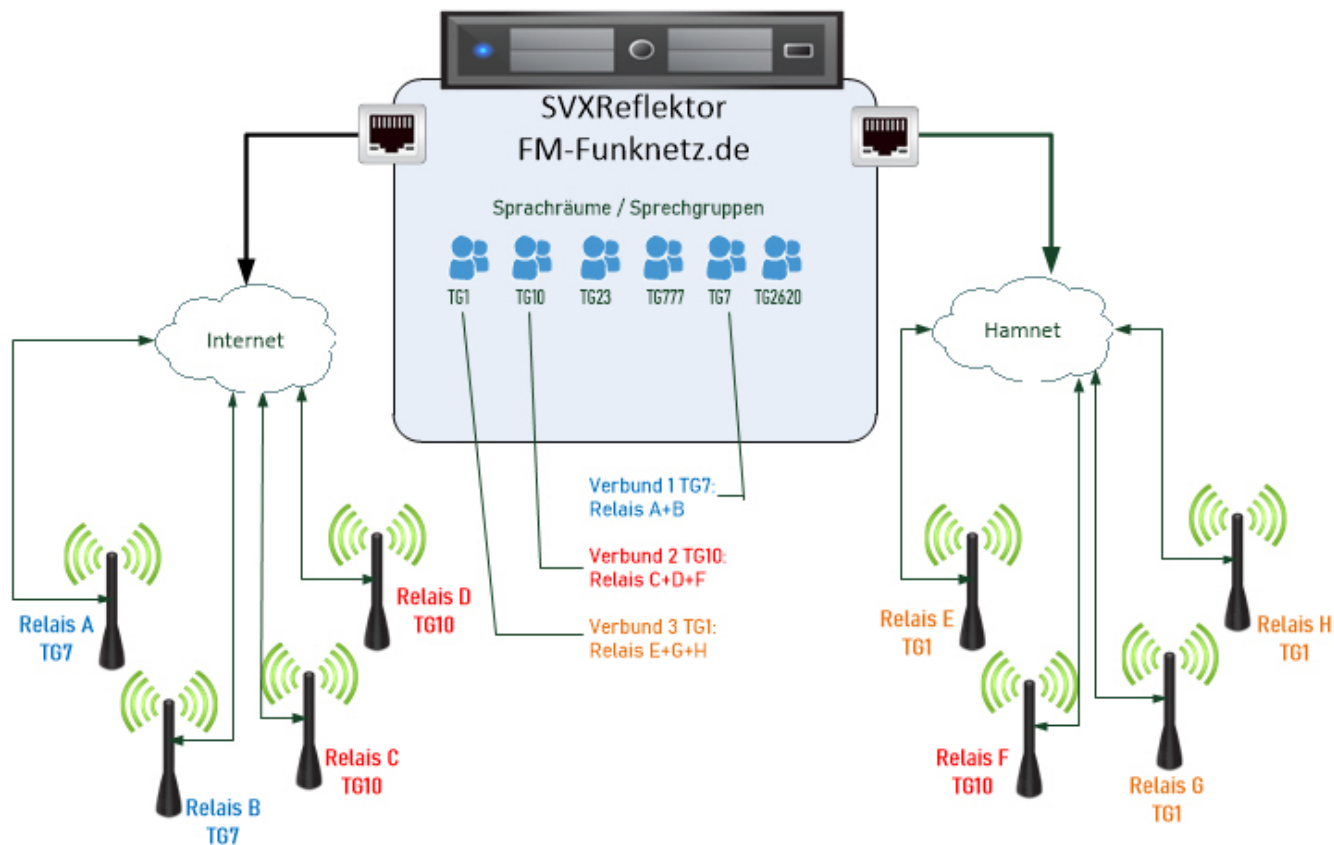 SVXReflektor
FM-Funknetz.de
Sprachräume / Sprechgruppen
TG1
TG10
TG23
TG777
TG7
TG2620
Internet
Hamnet
Verbund 1 TG7:
Relais A+B
Verbund 2 TG10:
Relais C+D+F
Verbund 3 TG1:
Relais E+G+H
Relais A
TG7
Relais B
TG7
Relais C
TG10
Relais D
TG10
Relais E
TG1
Relais F
TG10
Relais G
TG1
Relais H
TG1